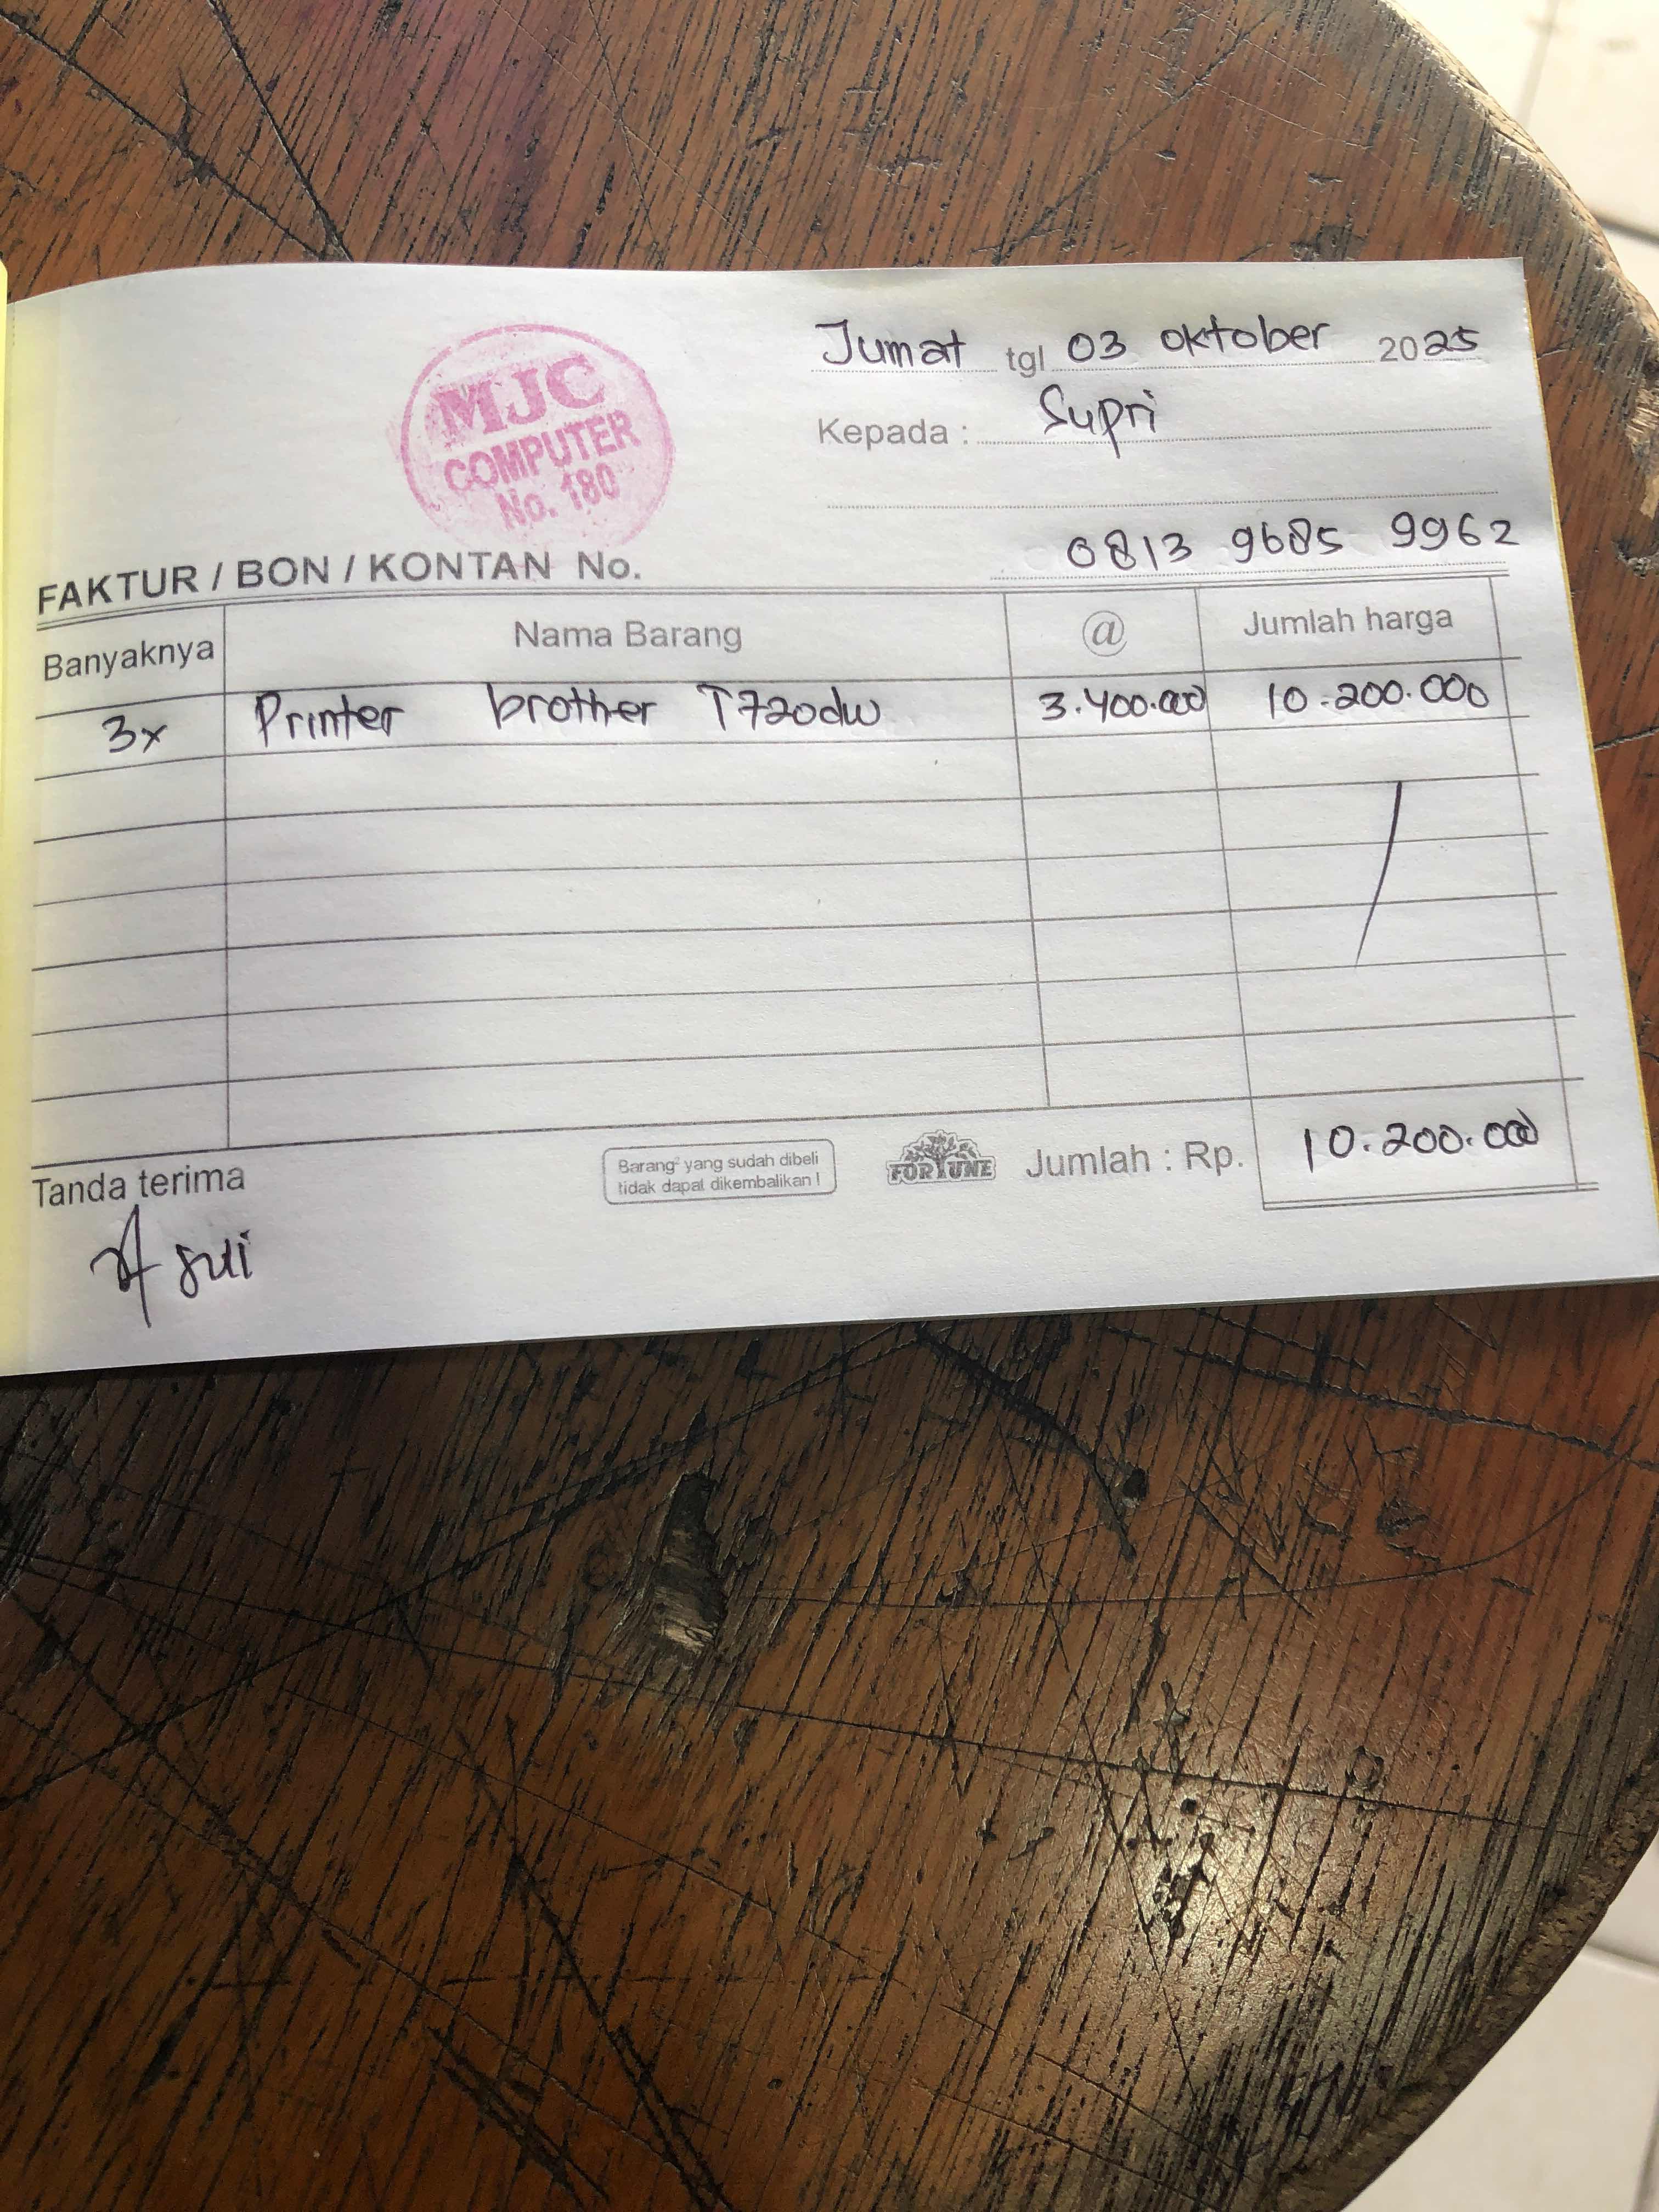 MJC
COMPUTER
No. 180
Jumat tgl 03 Oktober 2025
Kepada : Supri
0813 9685 9962
FAKTUR / BON / KONTAN No.
Banyaknya Nama Barang @ Jumlah harga
3x Printer brother T720dw 3.400.000 10.200.000
Tanda terima
Barang² yang sudah dibeli
tidak dapat dikembalikan !
FORTUNE
Jumlah : Rp. 10.200.000
suli